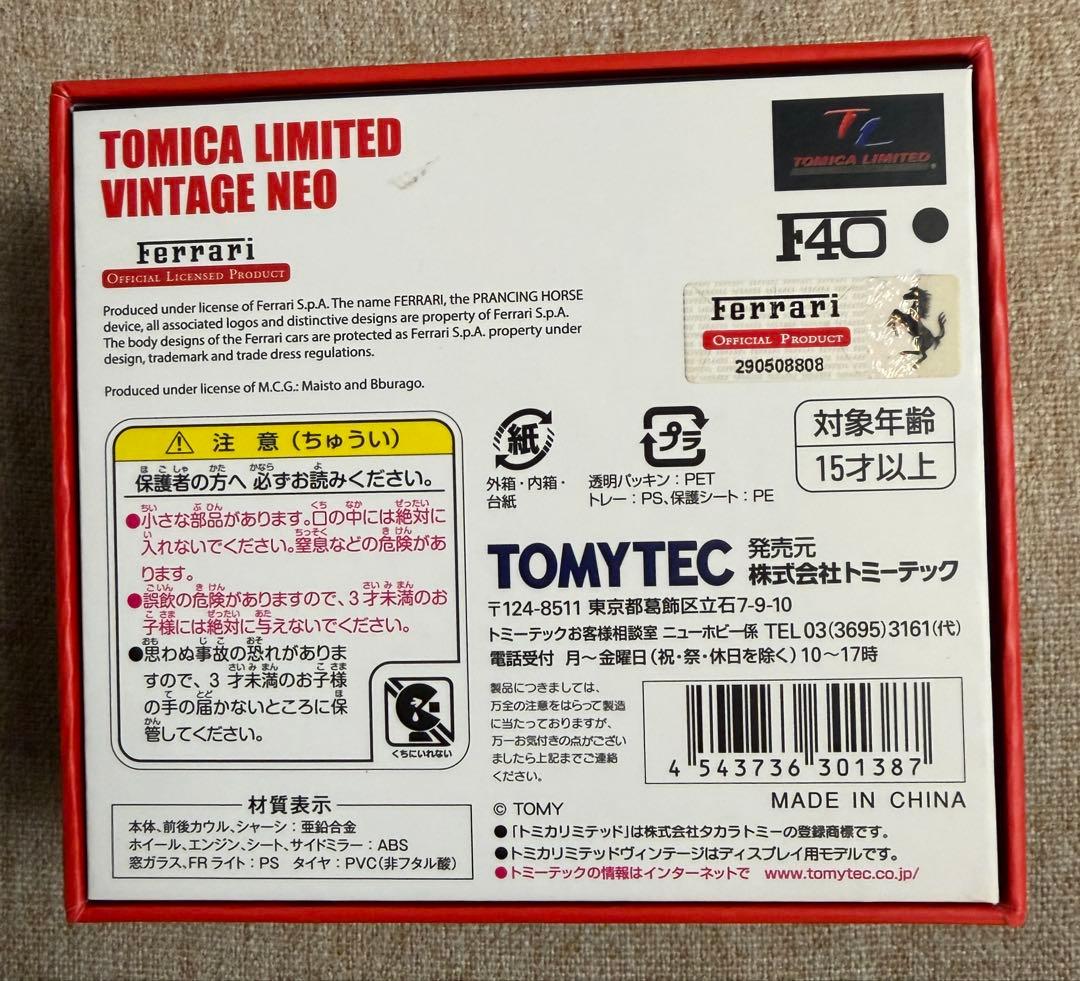 TOMICA LIMITED
VINTAGE NEO
TL
TOMICA LIMITED
F40
Ferrari
OFFICIAL LICENSED PRODUCT
Produced under license of Ferrari S.p.A. The name FERRARI, the PRANCING HORSE
device, all associated logos and distinctive designs are property of Ferrari S.p.A.
The body designs of the Ferrari cars are protected as Ferrari S.p.A. property under
design, trademark and trade dress regulations.
Produced under license of M.C.G.: Maisto and Bburago.
Ferrari
OFFICIAL PRODUCT
290508808
注 意(ちゅうい)
保護者の方へ 必ずお読みください。
●小さな部品があります。口の中には絶対に
入れないでください。窒息などの危険があ
ります。
●誤飲の危険がありますので、3才未満のお
子様には絶対に与えないでください。
●思わぬ事故の恐れがありま
すので、3才未満のお子様
の手の届かないところに保
管してください。
くちにいれない
紙
外箱・内箱・
台紙
プラ
透明パッキン:PET
トレー:PS、保護シート:PE
対象年齢
15才以上
TOMYTEC
発売元
株式会社トミーテック
〒124-8511 東京都葛飾区立石7-9-10
トミーテックお客様相談室 ニューホビー係 TEL 03(3695)3161(代)
電話受付 月~金曜日(祝・祭・休日を除く)10~17時
製品につきましては、
万全の注意をはらって製造
に当たっておりますが、
万一お気付きの点がござい
ましたら上記までご連絡
ください。
4 543736 301387
MADE IN CHINA
材質表示
本体、前後カウル、シャーシ:亜鉛合金
ホイール、エンジン、シート、サイドミラー:ABS
窓ガラス、FRライト:PS タイヤ:PVC(非フタル酸)
© TOMY
●「トミカリミテッド」は株式会社タカラトミーの登録商標です。
●トミカリミテッドヴィンテージはディスプレイ用モデルです。
●トミーテックの情報はインターネットで www.tomytec.co.jp/